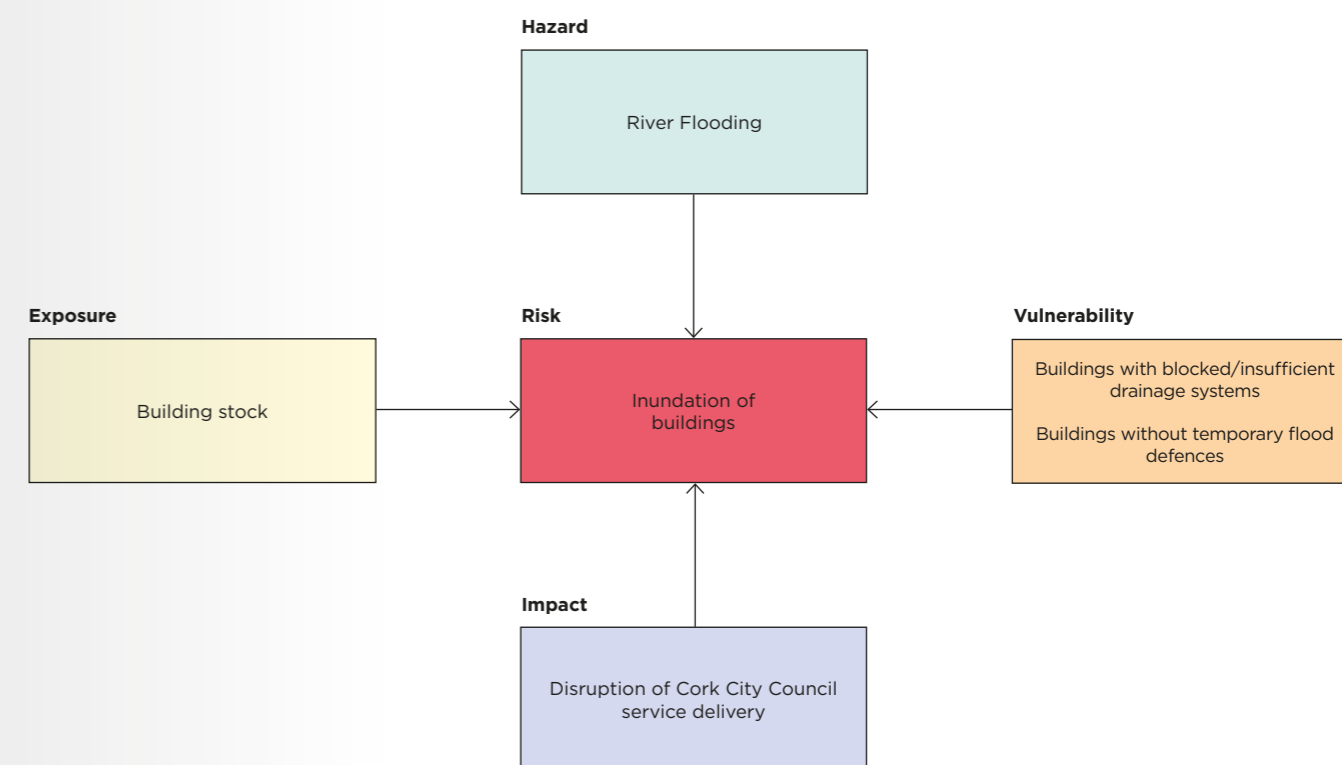 Hazard
River Flooding
Exposure
Building stock
Risk
Inundation of
buildings
Vulnerability
Buildings with blocked/insufficient
drainage systems
Buildings without temporary flood
defences
Impact
Disruption of Cork City Council
service delivery